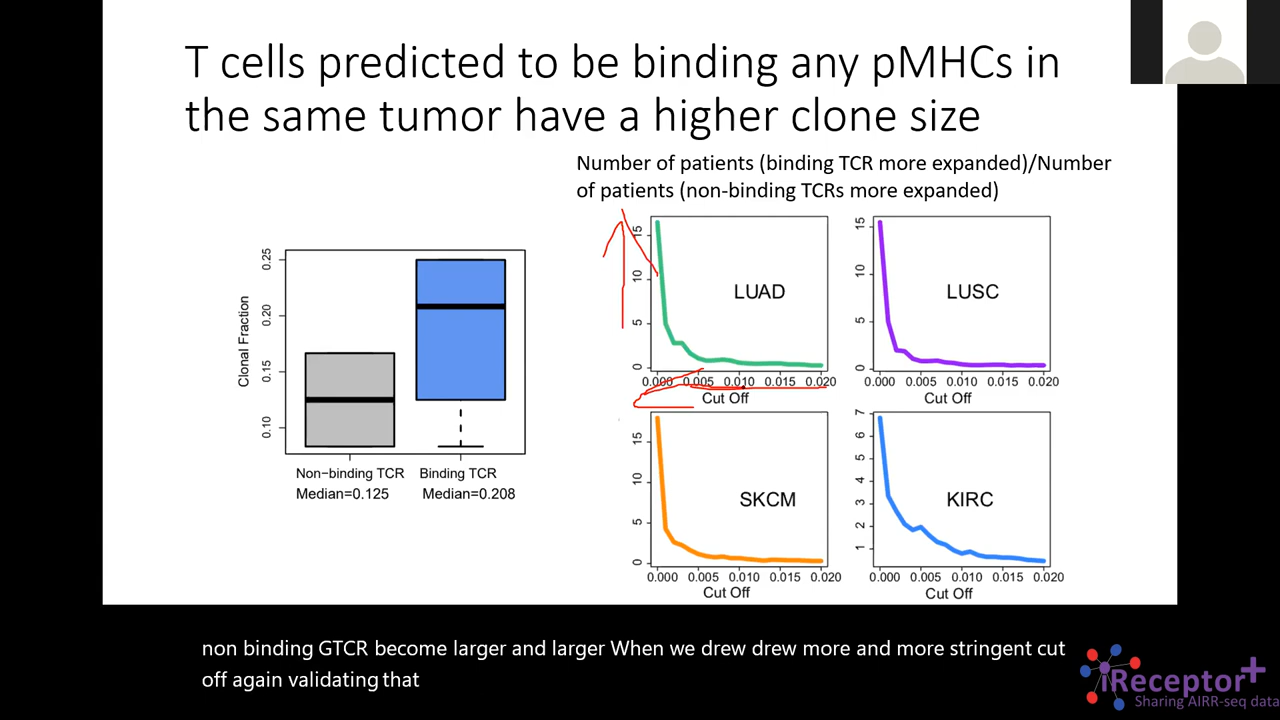 T cells predicted to be binding any pMHCs in
the same tumor have a higher clone size
Number of patients (binding TCR more expanded)/Number
of patients (non-binding TCRs more expanded)
Clonal Fraction
0.25
0.20
0.15
0.10
Non-binding TCR Binding TCR
Median=0.125 Median=0.208
15
10
5
0
LUAD
0.000 0.005 0.010 0.015 0.020
Cut Off
15
10
5
0
LUSC
0.000 0.005 0.010 0.015 0.020
Cut Off
15
10
5
0
SKCM
0.000 0.005 0.010 0.015 0.020
Cut Off
7
6
5
4
3
2
1
KIRC
0.000 0.005 0.010 0.015 0.020
Cut Off
non binding GTCR become larger and larger When we drew drew more and more stringent cut
off again validating that
iReceptor+
Sharing AIRR-seq data